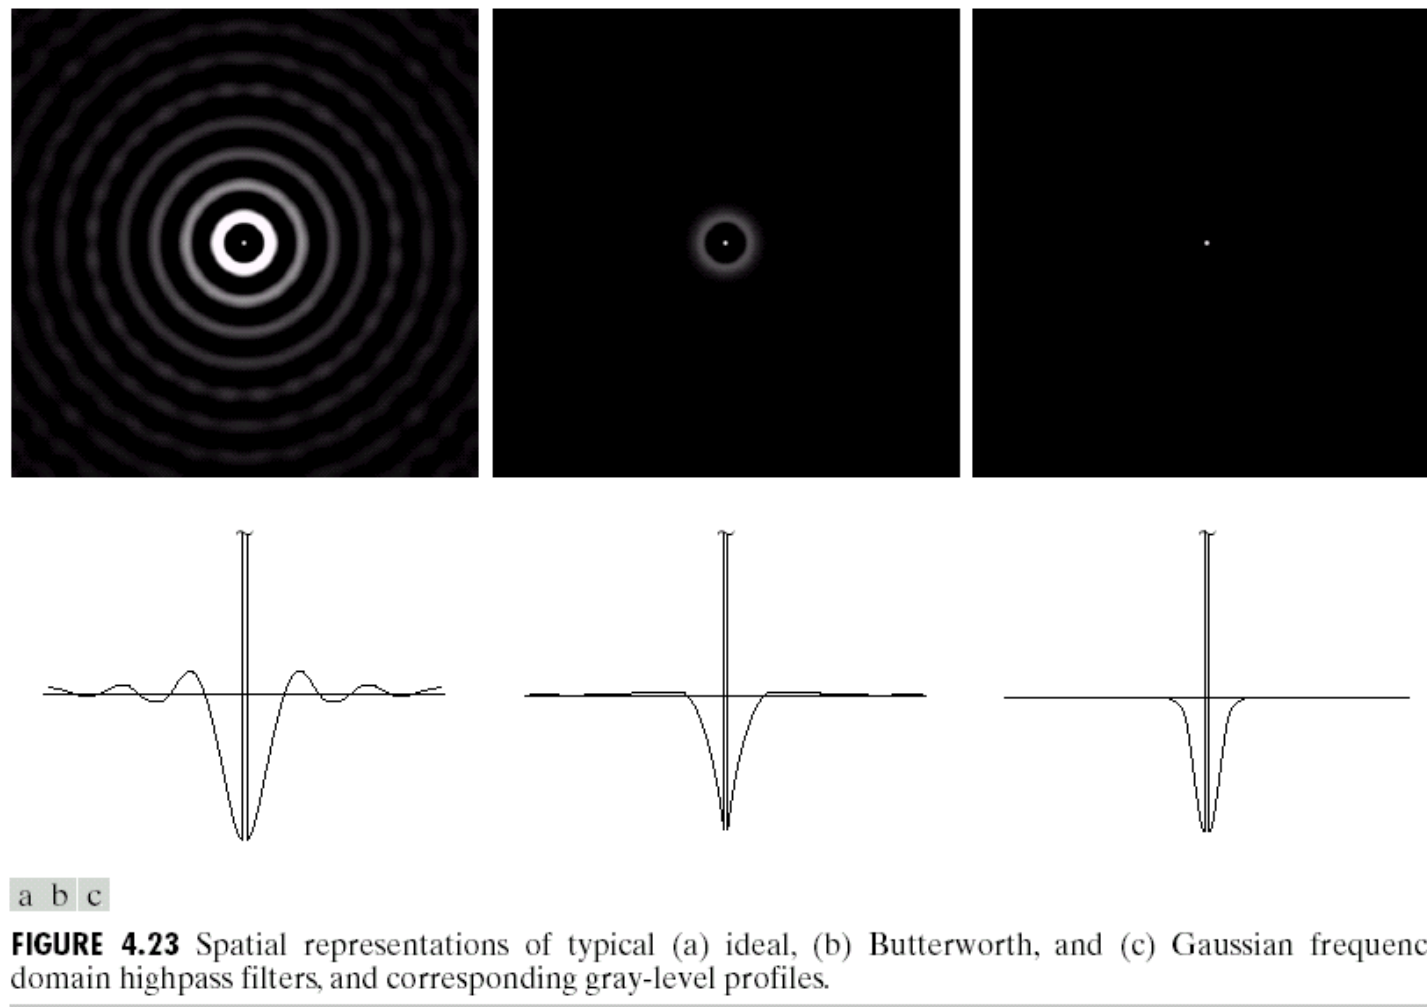 a b c
FIGURE 4.23 Spatial representations of typical (a) ideal, (b) Butterworth, and (c) Gaussian frequenc
domain highpass filters, and corresponding gray-level profiles.